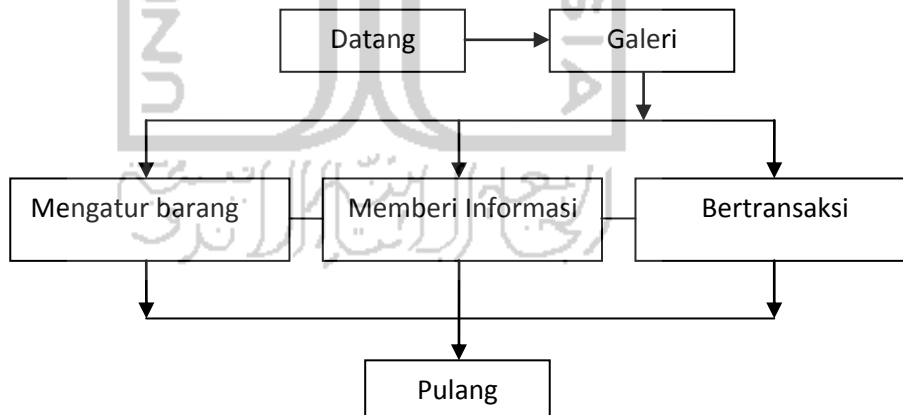 Datang
Galeri
Mengatur barang
Memberi Informasi
Bertransaksi
Pulang